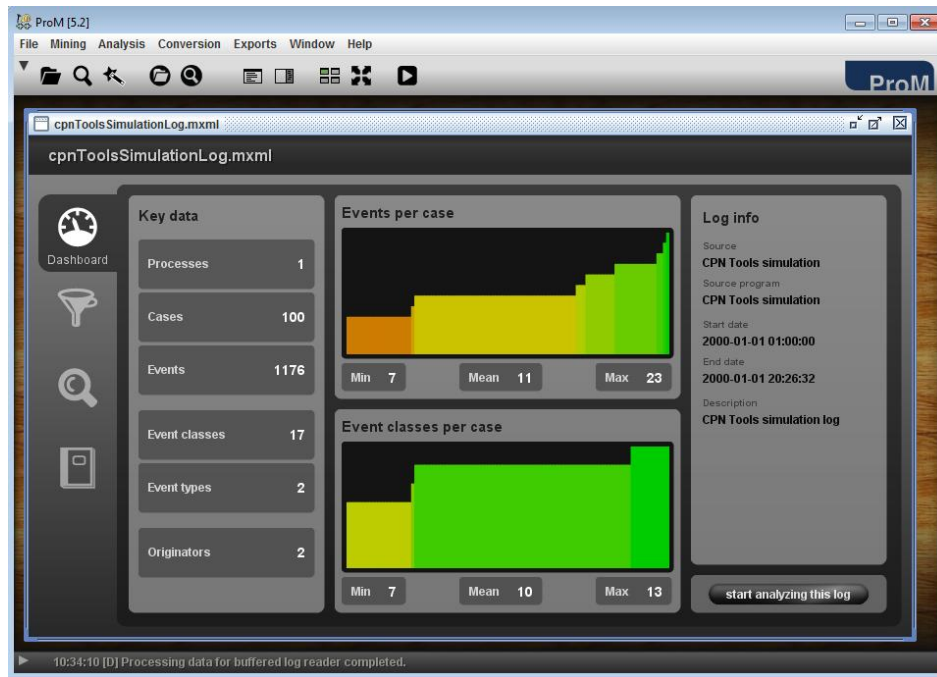 ProM [5.2]
File Mining Analysis Conversion Exports Window Help
ProM
cpnToolsSimulationLog.mxml
cpnToolsSimulationLog.mxml
Dashboard
Key data
Processes 1
Cases 100
Events 1176
Event classes 17
Event types 2
Originators 2
Events per case
Min 7 Mean 11 Max 23
Event classes per case
Min 7 Mean 10 Max 13
Log info
Source
CPN Tools simulation
Source program
CPN Tools simulation
Start date
2000-01-01 01:00:00
End date
2000-01-01 20:26:32
Description
CPN Tools simulation log
start analyzing this log
10:34:10 [D] Processing data for buffered log reader completed.